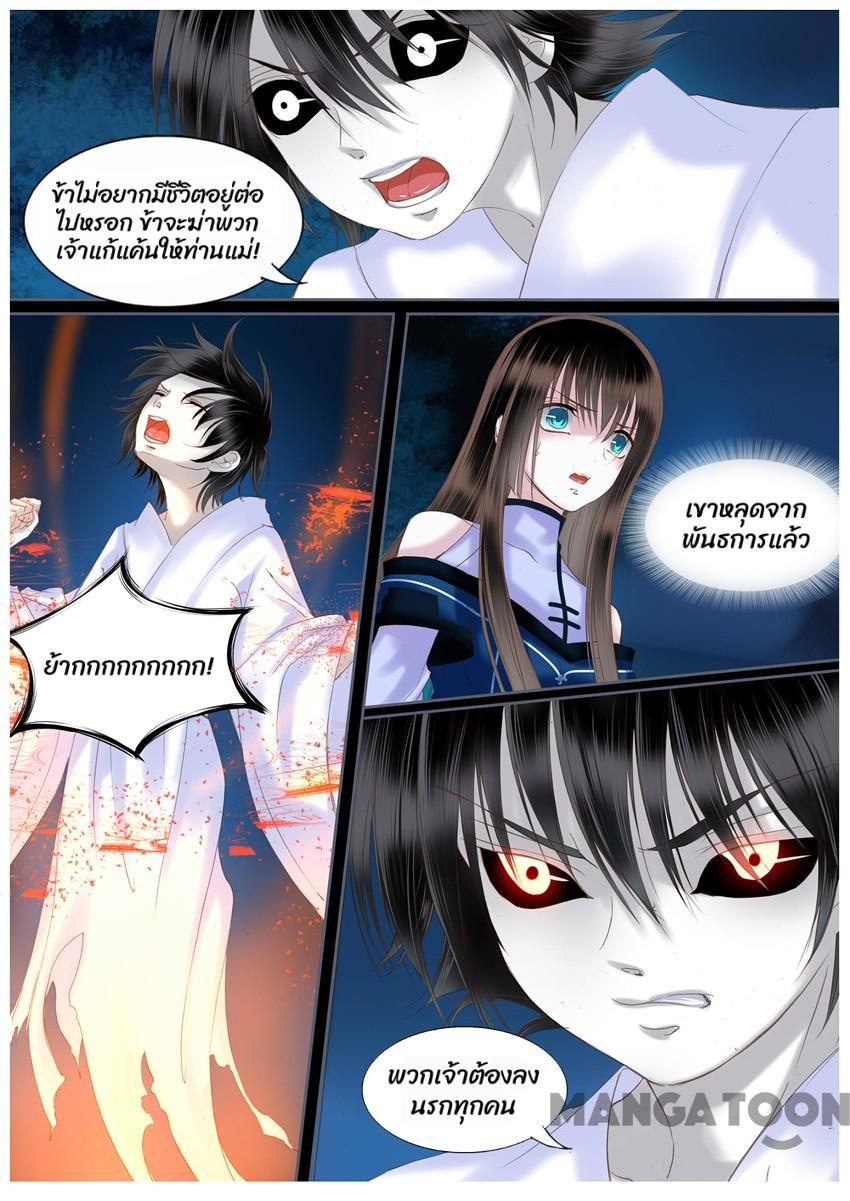 ข้าไม่อยากมีชีวิตอยู่ต่อ
ไปหรอก ข้าจะฆ่าพวก
เจ้าแก้แค้นให้ท่านแม่!
เขาหลุดจาก
พันธการแล้ว
ย้ากกกกกกกกก!
พวกเจ้าต้องลง
นรกทุกคน
MANGATOON